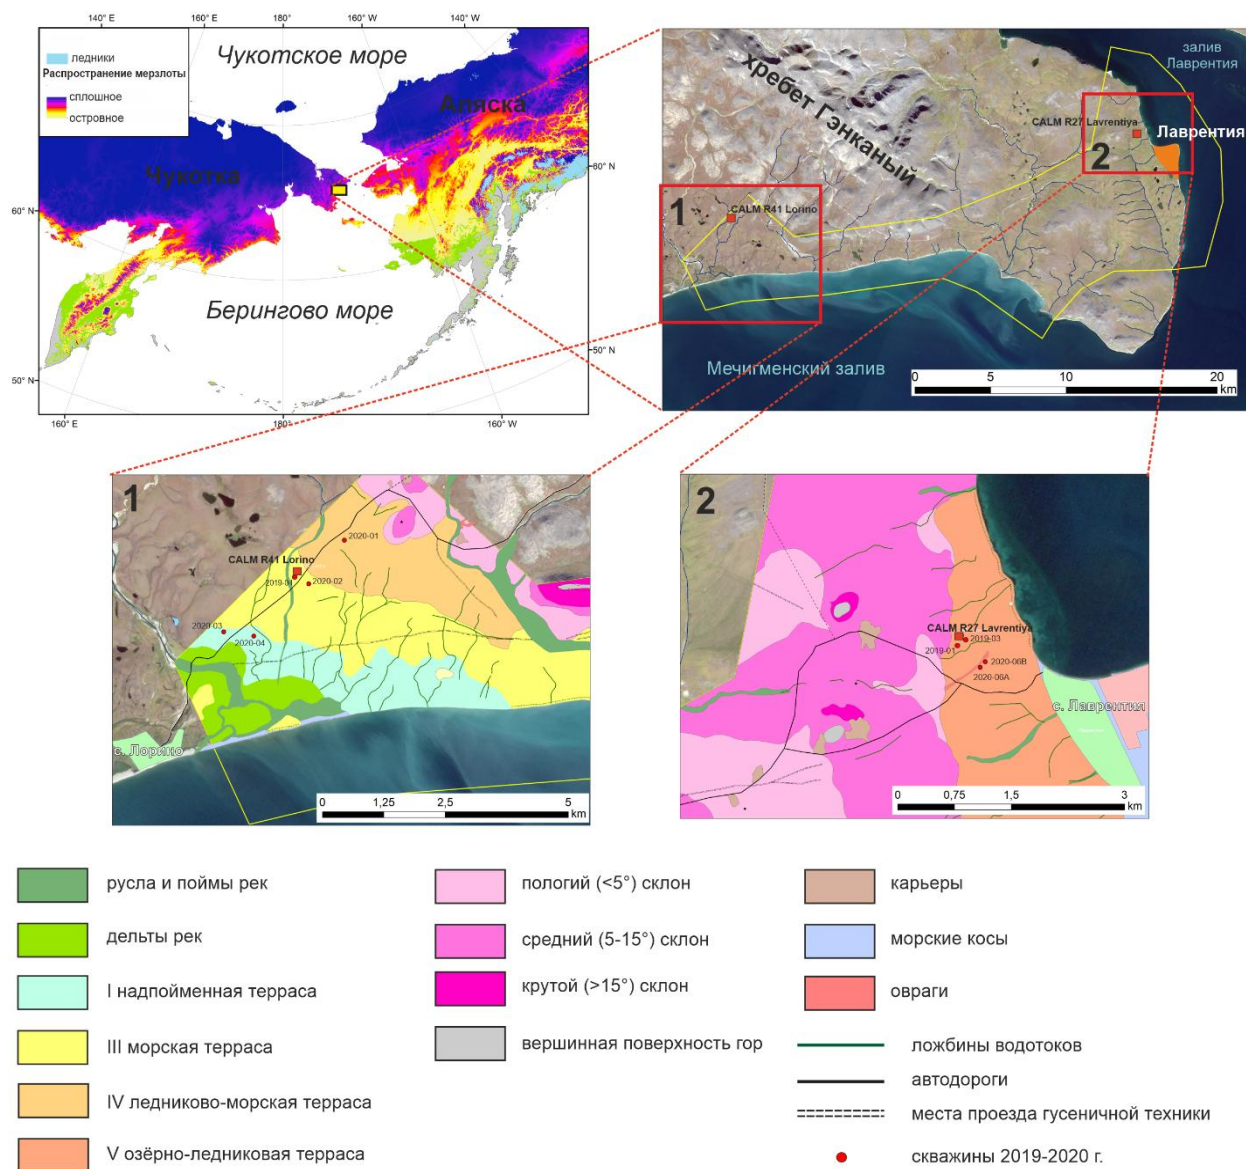 140° E
180°
160° W
140° W
ледники
Распространение мерзлоты
сплошное
островное
Чукотское море
Аляска
Чукотка
60° N
60° N
Берингово море
50° N
50° N
160° E
180°
160° W
залив
Лаврентия
хребет Гэнканый
CALM R27 Lavrentiya
Лаврентия
2
1
CALM R41 Lorino
Мечигменский залив
0 5 10 20
km
1
2020-01
CALM R41 Lorino
2019-01
2020-02
2020-03
2020-04
с. Лорино
0 1,25 2,5 5
km
2
CALM R27 Lavrentiya
2019-03
2019-01
2020-06B
2020-06A
с. Лаврентия
0 0,75 1,5 3
km
русла и поймы рек
дельты рек
I надпойменная терраса
III морская терраса
IV ледниково-морская терраса
V озёрно-ледниковая терраса
пологий (<5°) склон
средний (5-15°) склон
крутой (>15°) склон
вершинная поверхность гор
карьеры
морские косы
овраги
ложбины водотоков
автодороги
места проезда гусеничной техники
скважины 2019-2020 г.